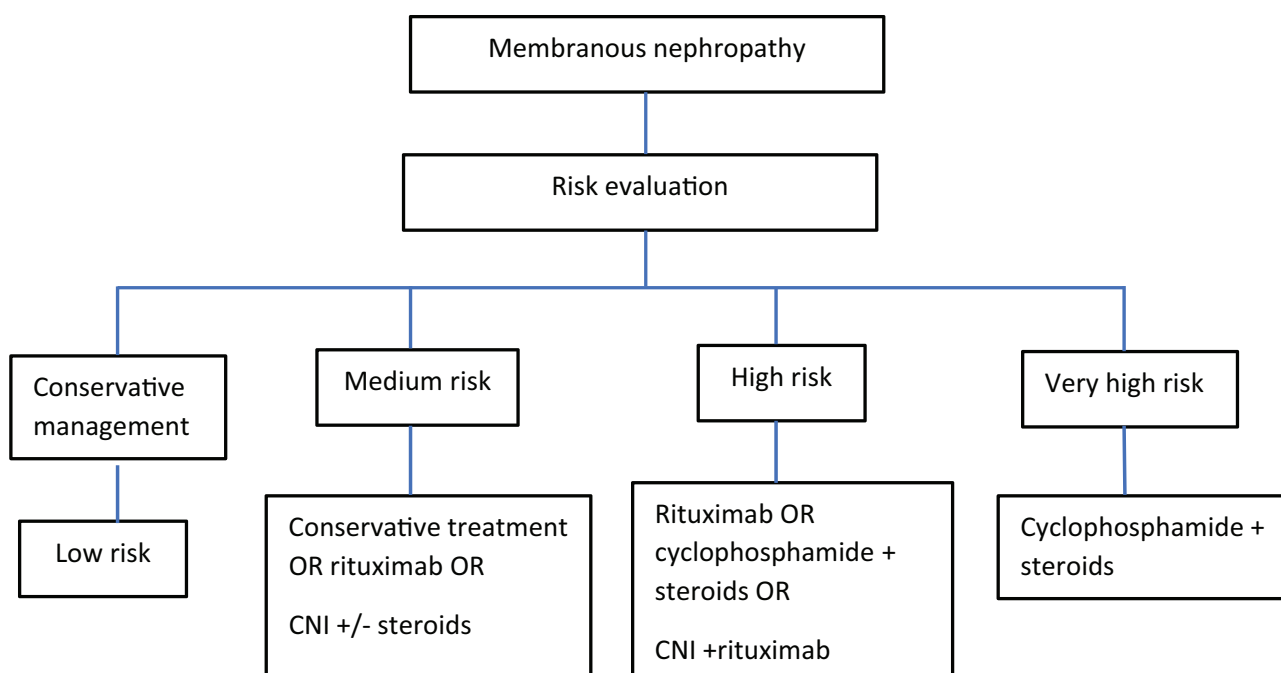 Membranous nephropathy
Risk evaluation
Conservative
management
Low risk
Medium risk
Conservative treatment
OR rituximab OR
CNI +/- steroids
High risk
Rituximab OR
cyclophosphamide +
steroids OR
CNI +rituximab
Very high risk
Cyclophosphamide +
steroids